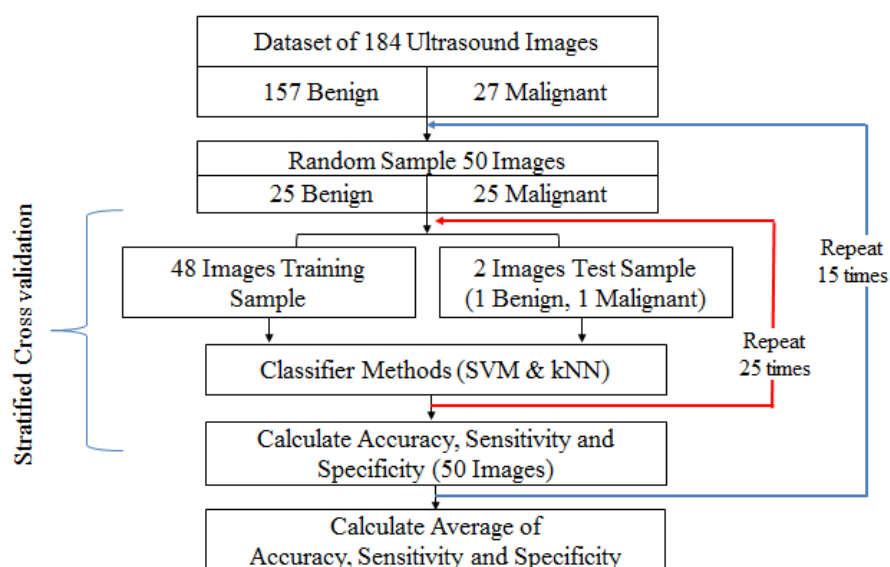 Dataset of 184 Ultrasound Images
157 Benign
27 Malignant
Random Sample 50 Images
25 Benign
25 Malignant
48 Images Training
Sample
2 Images Test Sample
(1 Benign, 1 Malignant)
Classifier Methods (SVM & kNN)
Calculate Accuracy, Sensitivity and
Specificity (50 Images)
Calculate Average of
Accuracy, Sensitivity and Specificity
Stratified Cross validation
Repeat
25 times
Repeat
15 times